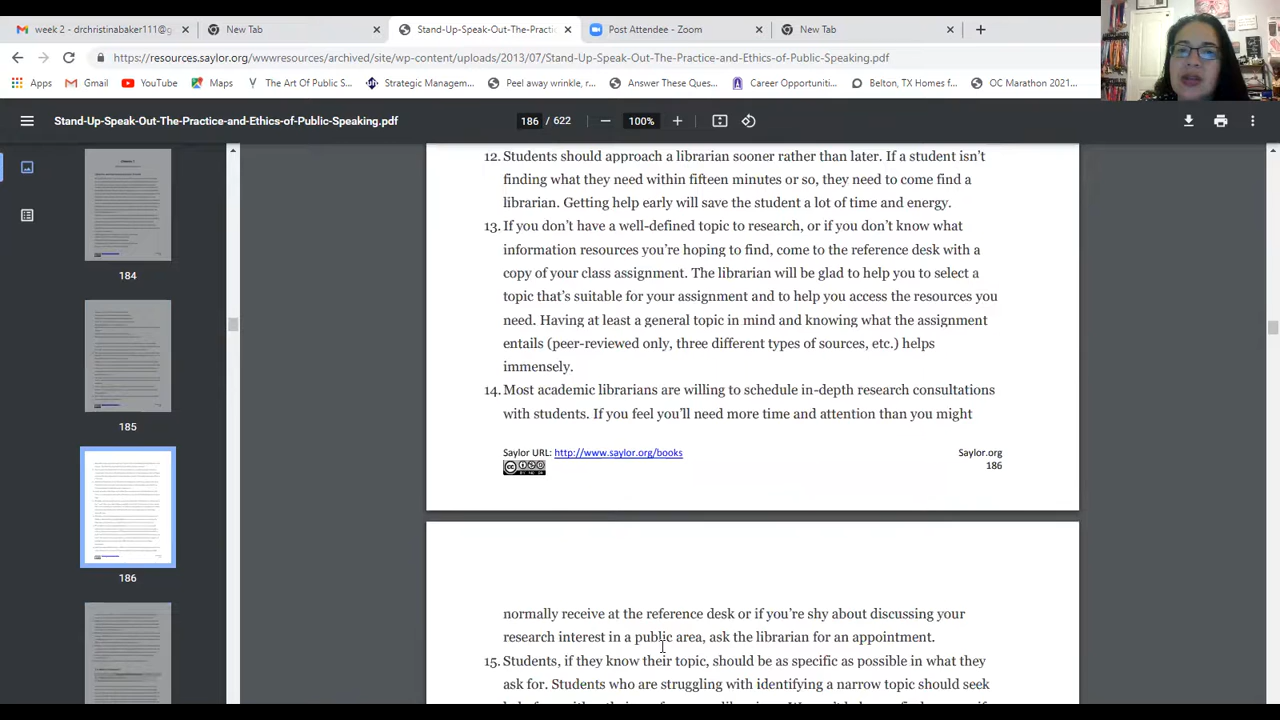 week 2 - drchristinabaker111@g
New Tab
Stand-Up-Speak-Out-The-Practic
Post Attendee - Zoom
New Tab
https://resources.saylor.org/wwwresources/archived/site/wp-content/uploads/2013/07/Stand-Up-Speak-Out-The-Practice-and-Ethics-of-Public-Speaking.pdf
Apps
Gmail
YouTube
Maps
The Art Of Public S...
Strategic Managem...
Peel away wrinkle, r...
Answer These Ques...
Career Opportuniti...
Belton, TX Homes f...
OC Marathon 2021...
Stand-Up-Speak-Out-The-Practice-and-Ethics-of-Public-Speaking.pdf
186 / 622
100%
184
185
186
12. Students should approach a librarian sooner rather than later. If a student isn't
finding what they need within fifteen minutes or so, they need to come find a
librarian. Getting help early will save the student a lot of time and energy.
13. If you don't have a well-defined topic to research, or if you don't know what
information resources you're hoping to find, come to the reference desk with a
copy of your class assignment. The librarian will be glad to help you to select a
topic that's suitable for your assignment and to help you access the resources you
need. Having at least a general topic in mind and knowing what the assignment
entails (peer-reviewed only, three different types of sources, etc.) helps
immensely.
14. Most academic librarians are willing to schedule in-depth research consultations
with students. If you feel you'll need more time and attention than you might
Saylor URL: http://www.saylor.org/books
Saylor.org
186
normally receive at the reference desk or if you're shy about discussing your
research interest in a public area, ask the librarian for an appointment.
15. Students, if they know their topic, should be as specific as possible in what they
ask for. Students who are struggling with identifying a narrow topic should seek